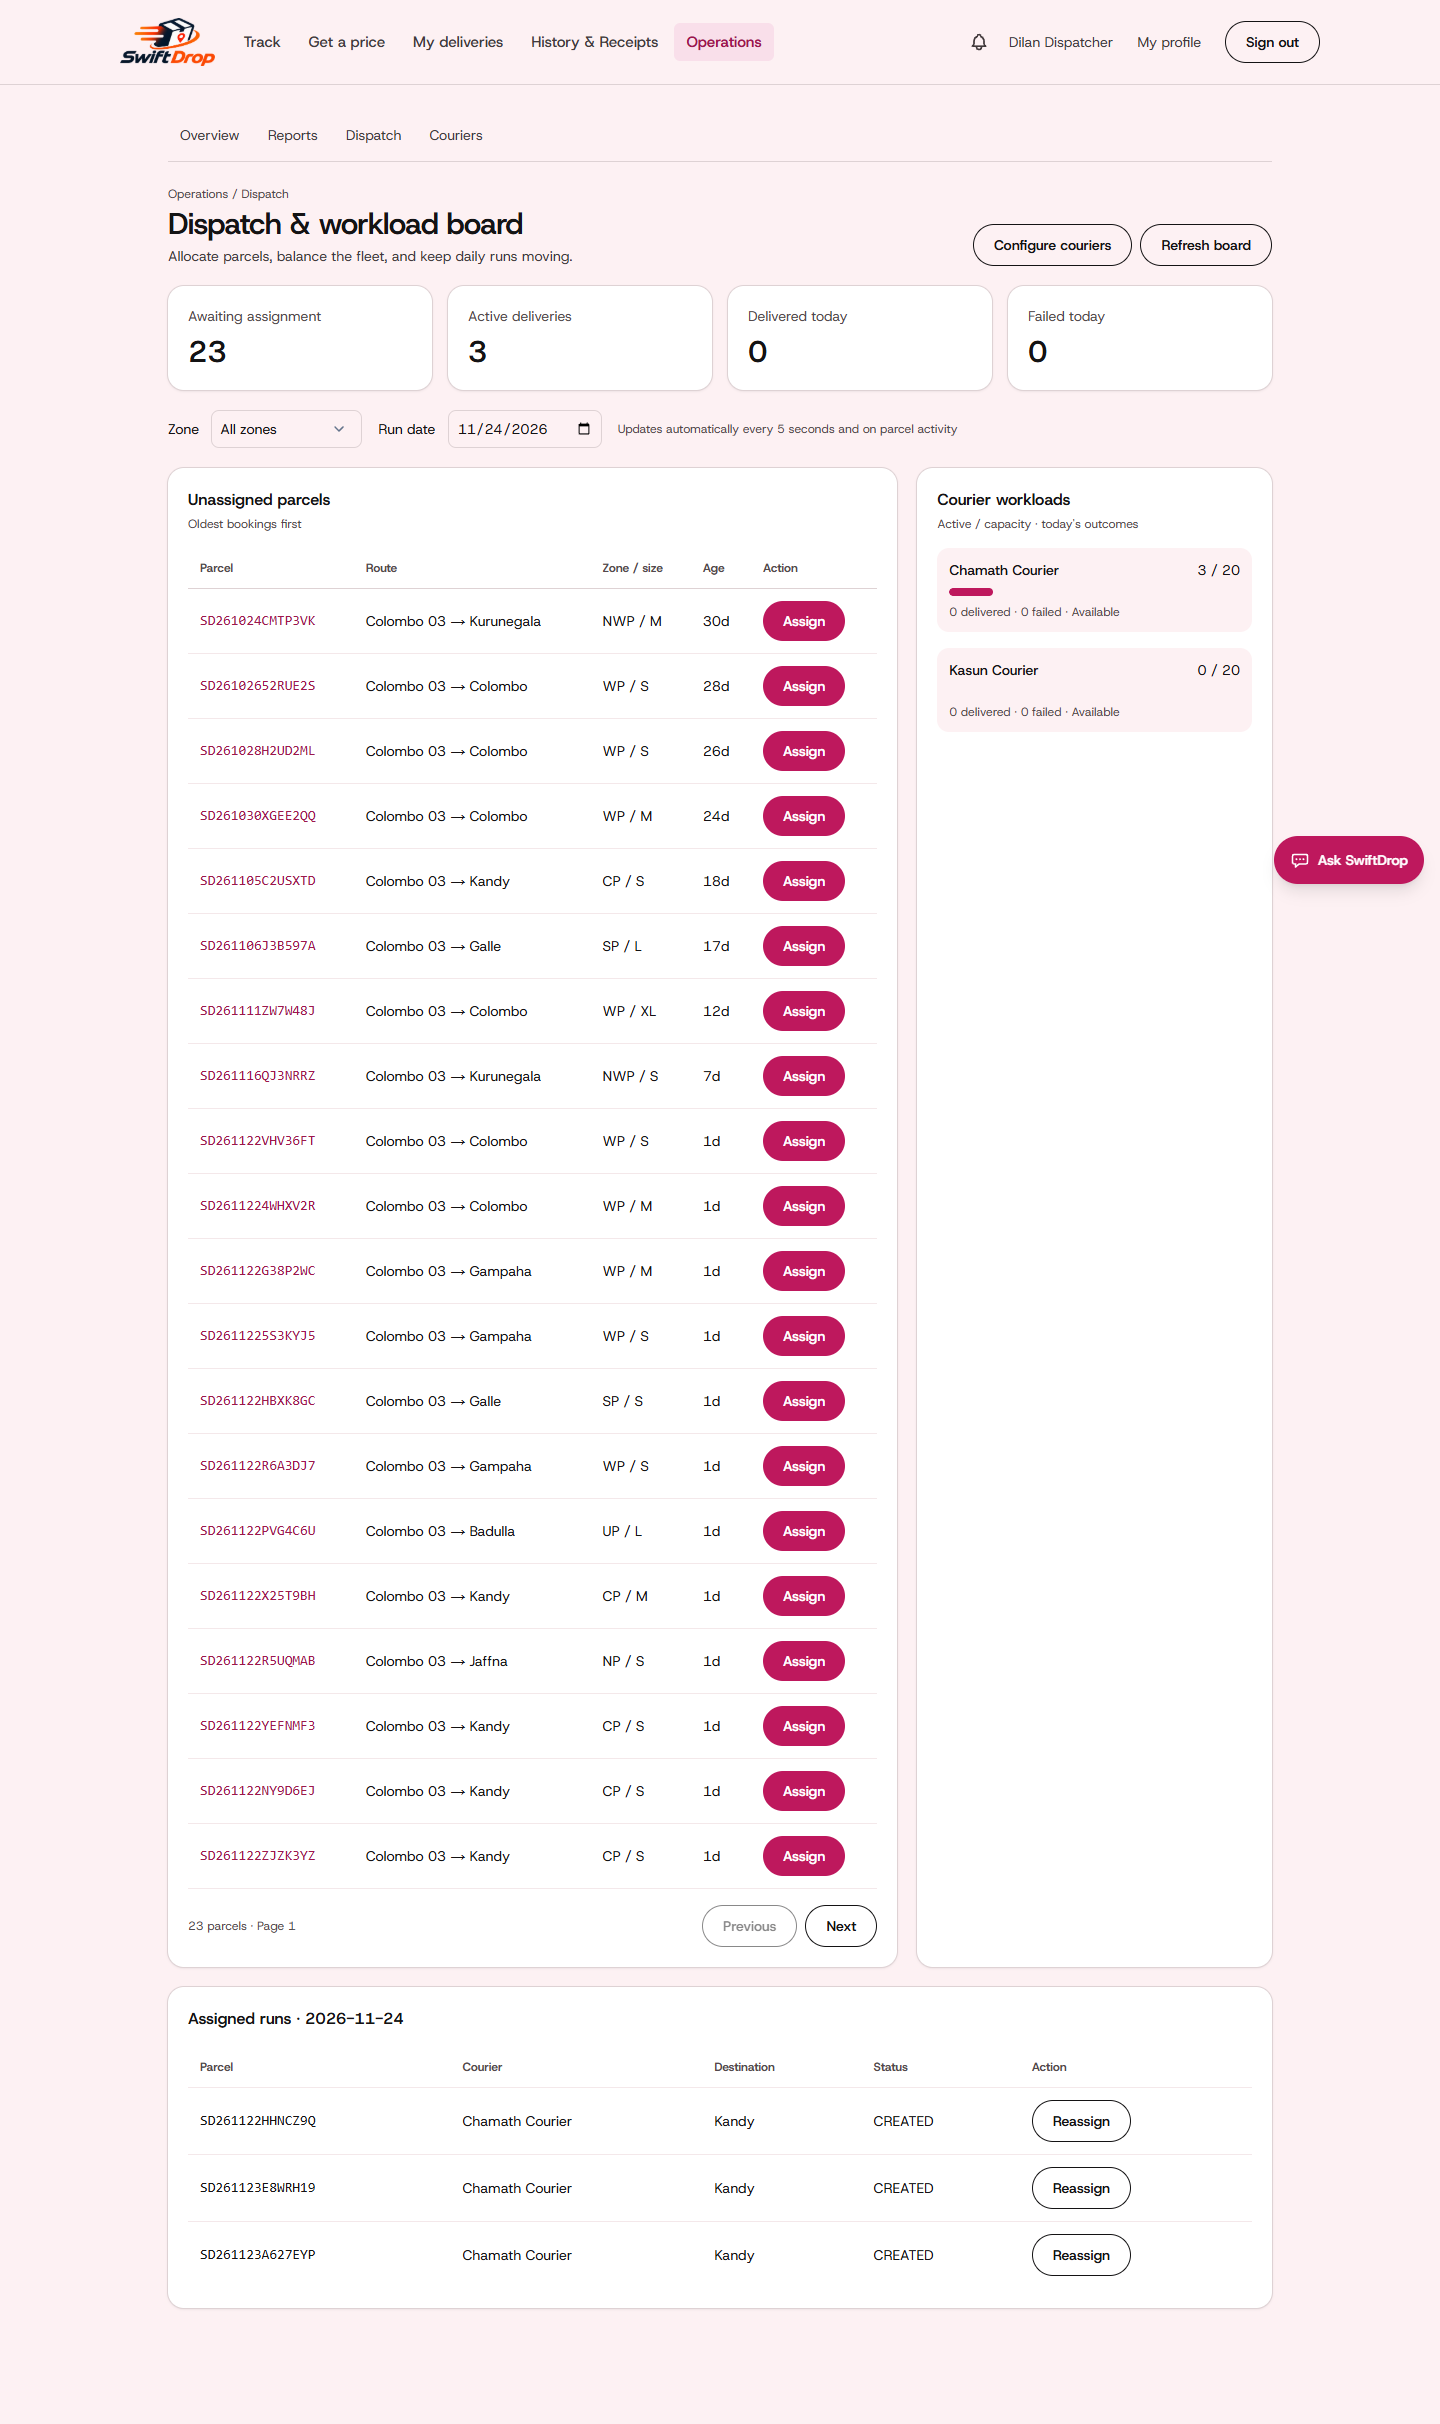 SwiftDrop
Track Get a price My deliveries History & Receipts Operations Dilan Dispatcher My profile Sign out
Overview Reports Dispatch Couriers
Operations / Dispatch
Dispatch & workload board
Allocate parcels, balance the fleet, and keep daily runs moving.
Configure couriers Refresh board
Awaiting assignment
23
Active deliveries
3
Delivered today
0
Failed today
0
Zone All zones Run date 11/24/2026 Updates automatically every 5 seconds and on parcel activity
Unassigned parcels
Oldest bookings first
Parcel Route Zone / size Age Action
SD261024CMTP3VK Colombo 03 → Kurunegala NWP / M 30d Assign
SD26102652RUE2S Colombo 03 → Colombo WP / S 28d Assign
SD261028H2UD2ML Colombo 03 → Colombo WP / S 26d Assign
SD261030XGEE2QQ Colombo 03 → Colombo WP / M 24d Assign
SD261105C2USXTD Colombo 03 → Kandy CP / S 18d Assign
SD261106J3B597A Colombo 03 → Galle SP / L 17d Assign
SD261111ZW7W48J Colombo 03 → Colombo WP / XL 12d Assign
SD261116QJ3NRRZ Colombo 03 → Kurunegala NWP / S 7d Assign
SD261122VHV36FT Colombo 03 → Colombo WP / S 1d Assign
SD2611224WHXV2R Colombo 03 → Colombo WP / M 1d Assign
SD261122G38P2WC Colombo 03 → Gampaha WP / M 1d Assign
SD2611225S3KYJ5 Colombo 03 → Gampaha WP / S 1d Assign
SD261122HBXK8GC Colombo 03 → Galle SP / S 1d Assign
SD261122R6A3DJ7 Colombo 03 → Gampaha WP / S 1d Assign
SD261122PVG4C6U Colombo 03 → Badulla UP / L 1d Assign
SD261122X25T9BH Colombo 03 → Kandy CP / M 1d Assign
SD261122R5UQMAB Colombo 03 → Jaffna NP / S 1d Assign
SD261122YEFNMF3 Colombo 03 → Kandy CP / S 1d Assign
SD261122NY9D6EJ Colombo 03 → Kandy CP / S 1d Assign
SD261122ZJZK3YZ Colombo 03 → Kandy CP / S 1d Assign
23 parcels · Page 1 Previous Next
Courier workloads
Active / capacity · today's outcomes
Chamath Courier 3 / 20
0 delivered · 0 failed · Available
Kasun Courier 0 / 20
0 delivered · 0 failed · Available
Ask SwiftDrop
Assigned runs · 2026-11-24
Parcel Courier Destination Status Action
SD261122HHNCZ9Q Chamath Courier Kandy CREATED Reassign
SD261123E8WRH19 Chamath Courier Kandy CREATED Reassign
SD261123A627EYP Chamath Courier Kandy CREATED Reassign